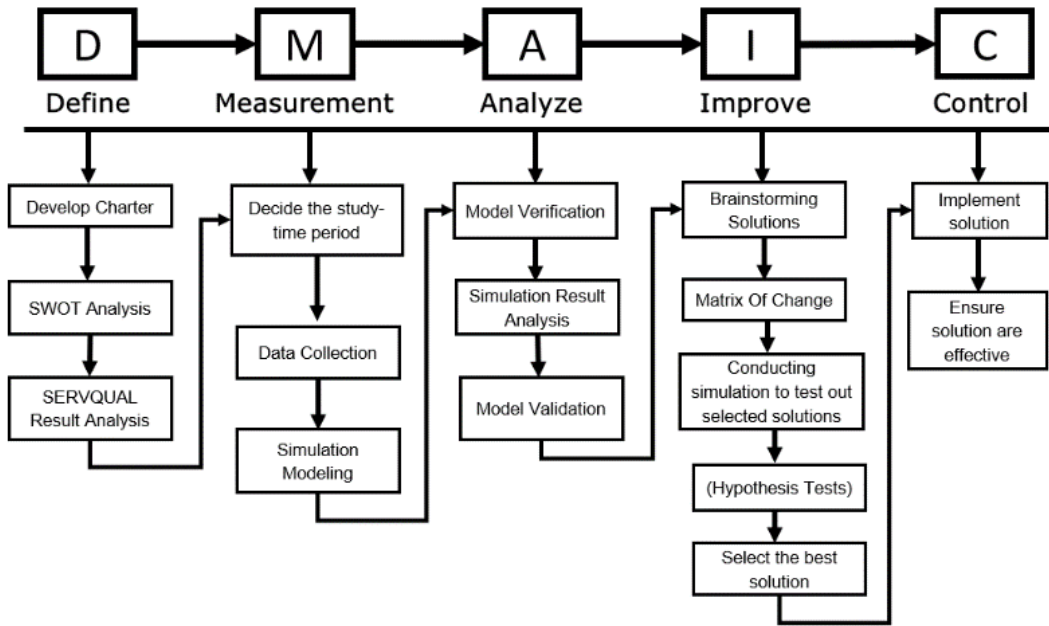 D
M
A
I
C
Define
Measurement
Analyze
Improve
Control
Develop Charter
SWOT Analysis
SERVQUAL
Result Analysis
Decide the study-
time period
Data Collection
Simulation
Modeling
Model Verification
Simulation Result
Analysis
Model Validation
Brainstorming
Solutions
Matrix Of Change
Conducting
simulation to test out
selected solutions
(Hypothesis Tests)
Select the best
solution
Implement
solution
Ensure
solution are
effective